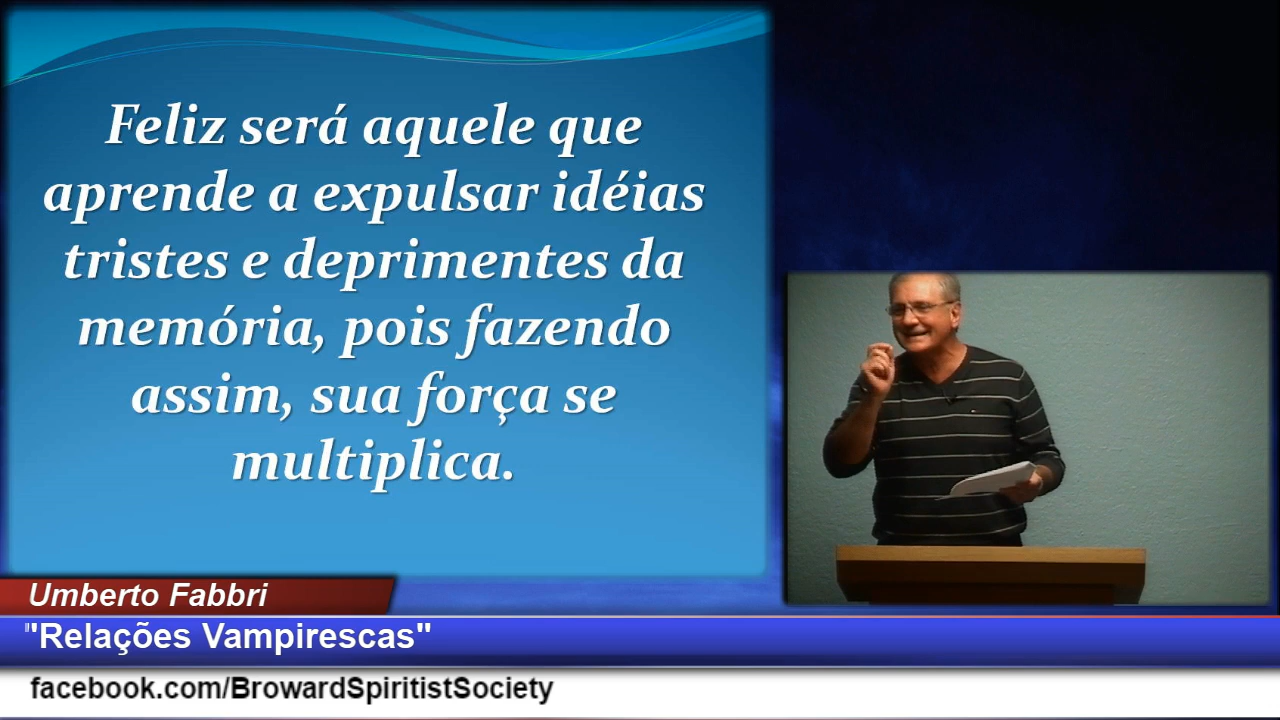 Feliz será aquele que
aprende a expulsar idéias
tristes e deprimentes da
memória, pois fazendo
assim, sua força se
multiplica.
Umberto Fabbri
"Relações Vampirescas"
facebook.com/BrowardSpiritistSociety